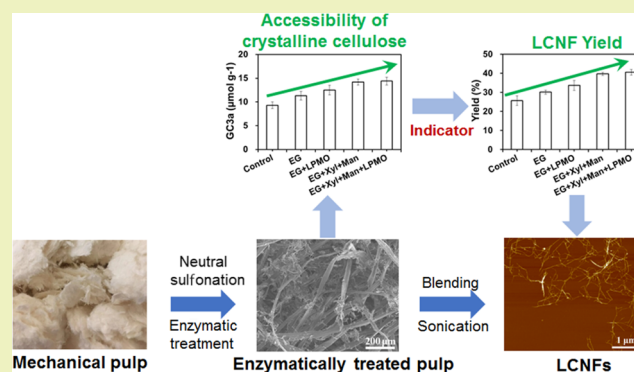 Accessibility of
crystalline cellulose
LCNF Yield
GC3a (µmol g-1)
20
15
10
5
0
Control
EG
EG+LPMO
EG+Xyl+Man
EG+Xyl+Man+LPMO
Indicator
Yield (%)
50
40
30
20
10
0
Control
EG
EG+LPMO
EG+Xyl+Man
EG+Xyl+Man+LPMO
Neutral
sulfonation
Enzymatic
treatment
200 µm
Blending
Sonication
1 µm
Mechanical pulp
Enzymatically treated pulp
LCNFs